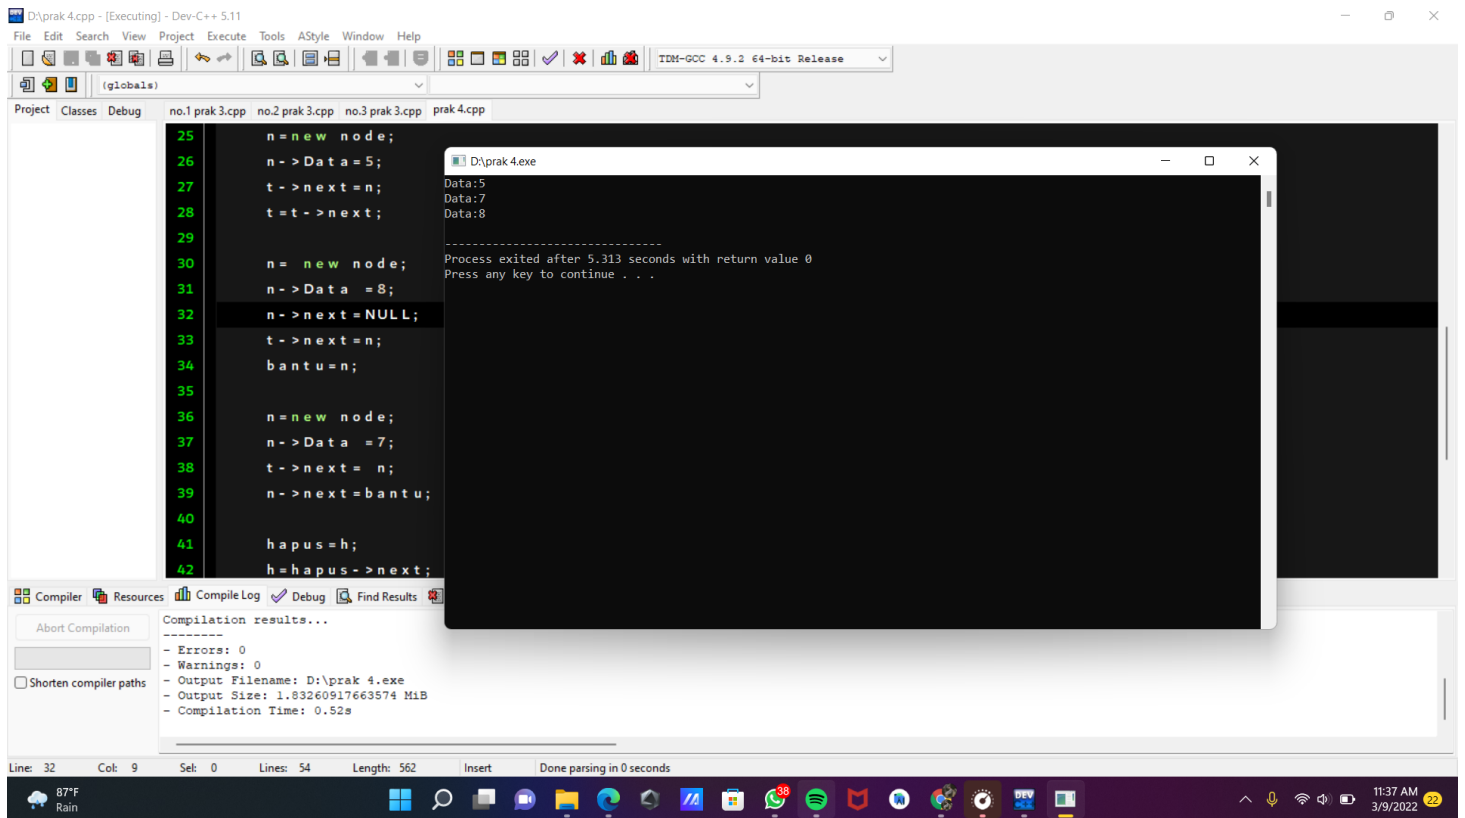 D:\prak 4.cpp - [Executing] - Dev-C++ 5.11
File Edit Search View Project Execute Tools AStyle Window Help
TDM-GCC 4.9.2 64-bit Release
(globals)
Project Classes Debug
no.1 prak 3.cpp no.2 prak 3.cpp no.3 prak 3.cpp prak 4.cpp
25 n=new node;
26 n->Data=5;
27 t->next=n;
28 t=t->next;
29
30 n= new node;
31 n->Data =8;
32 n->next=NULL;
33 t->next=n;
34 bantu=n;
35
36 n=new node;
37 n->Data =7;
38 t->next= n;
39 n->next=bantu;
40
41 hapus=h;
42 h=hapus->next;
D:\prak 4.exe
Data:5
Data:7
Data:8
--------------------------------
Process exited after 5.313 seconds with return value 0
Press any key to continue . . .
Compiler Resources Compile Log Debug Find Results
Abort Compilation
Shorten compiler paths
Compilation results...
--------
- Errors: 0
- Warnings: 0
- Output Filename: D:\prak 4.exe
- Output Size: 1.83260917663574 MiB
- Compilation Time: 0.52s
Line: 32 Col: 9 Sel: 0 Lines: 54 Length: 562 Insert Done parsing in 0 seconds
87°F
Rain
38
DEV
11:37 AM
3/9/2022
22